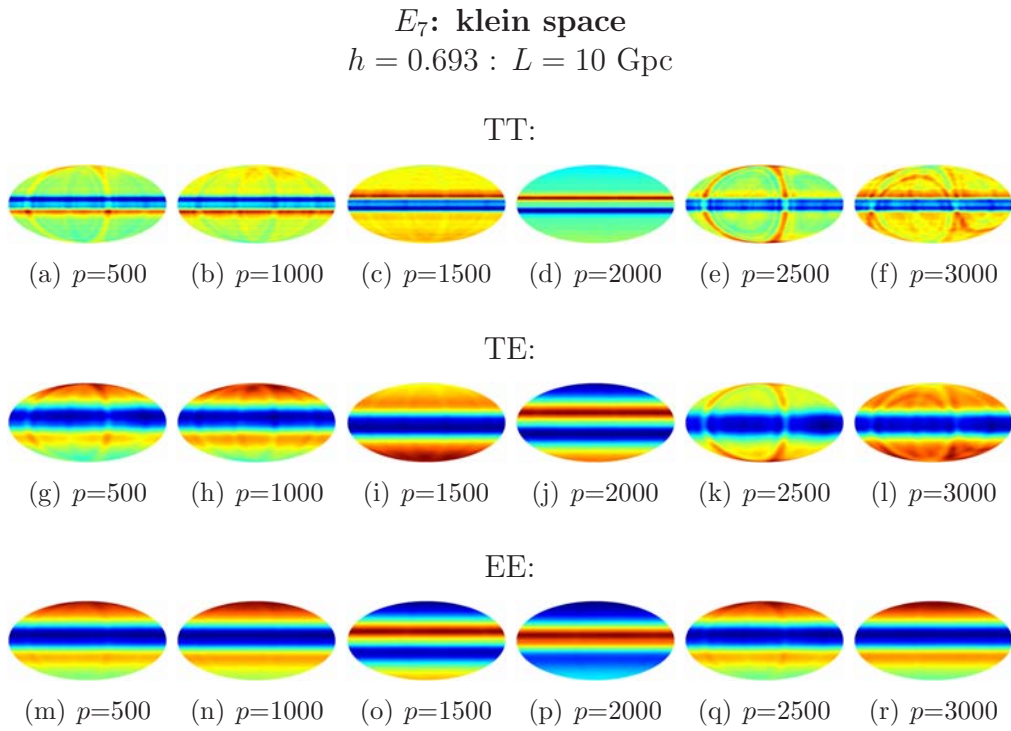 E₇: klein space
h = 0.693 : L = 10 Gpc
TT:
(a) p=500 (b) p=1000 (c) p=1500 (d) p=2000 (e) p=2500 (f) p=3000
TE:
(g) p=500 (h) p=1000 (i) p=1500 (j) p=2000 (k) p=2500 (l) p=3000
EE:
(m) p=500 (n) p=1000 (o) p=1500 (p) p=2000 (q) p=2500 (r) p=3000